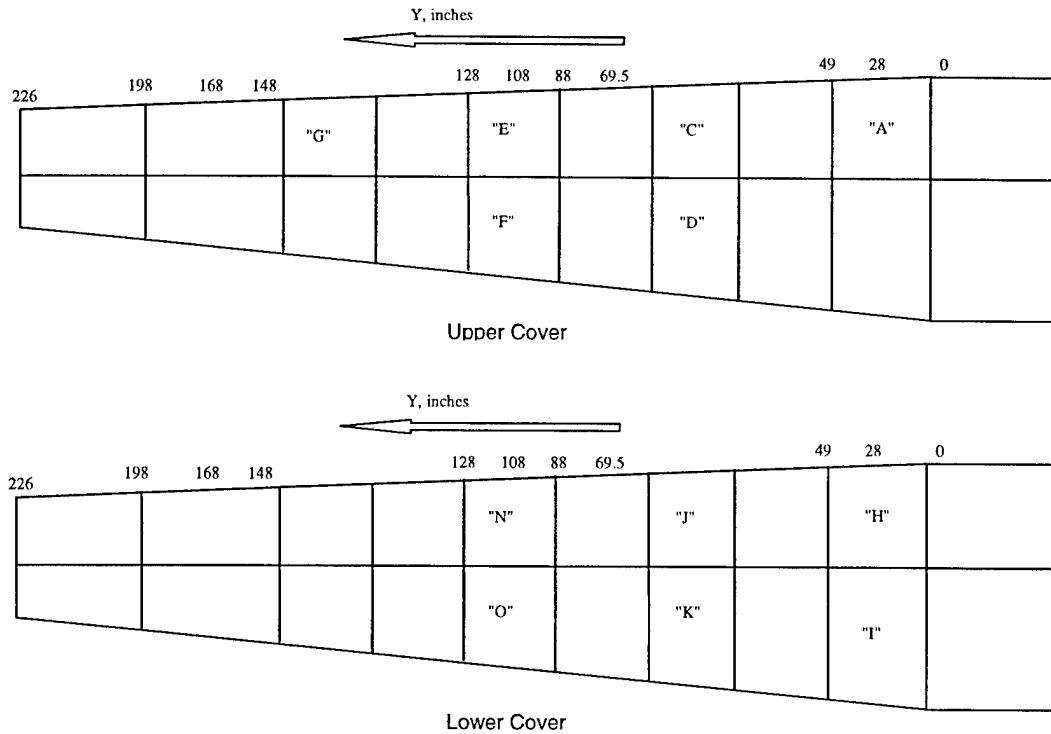 Y, inches
226 198 168 148 128 108 88 69.5 49 28 0
"G" "E" "C" "A"
"F" "D"
Upper Cover
Y, inches
226 198 168 148 128 108 88 69.5 49 28 0
"N" "J" "H"
"O" "K" "I"
Lower Cover